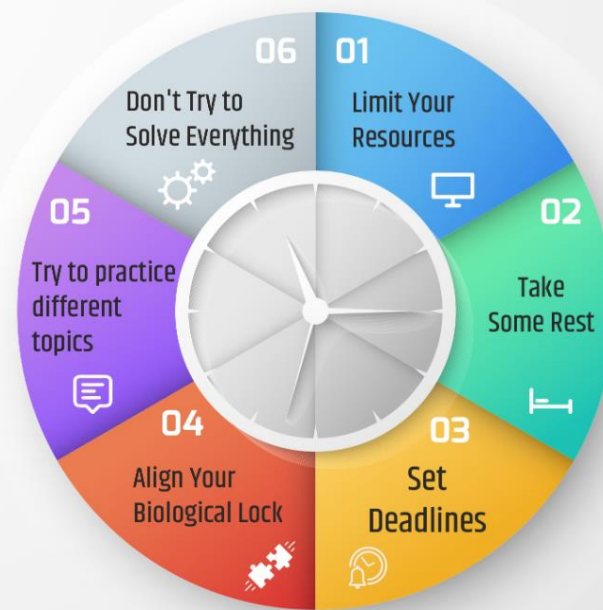 01
Limit Your
Resources
02
Take
Some Rest
03
Set
Deadlines
04
Align Your
Biological Lock
05
Try to practice
different
topics
06
Don't Try to
Solve Everything